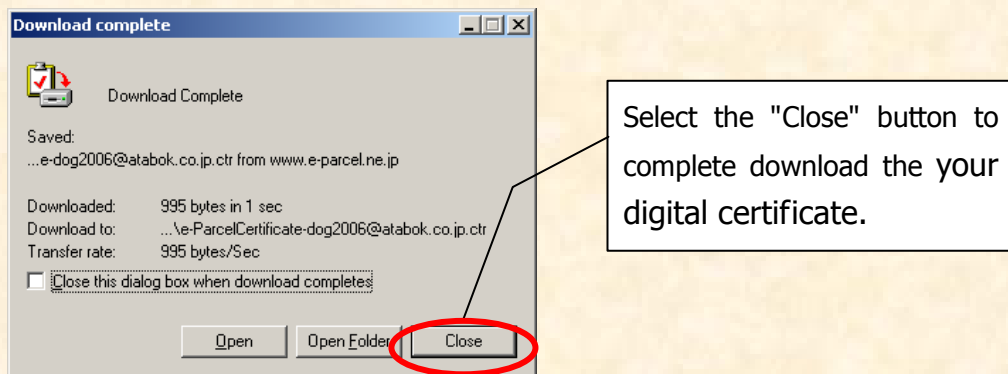 Download complete
Download Complete
Saved:
...e-dog2006@atabok.co.jp.ctr from www.e-parcel.ne.jp
Downloaded: 995 bytes in 1 sec
Download to: ...\e-ParcelCertificate-dog2006@atabok.co.jp.ctr
Transfer rate: 995 bytes/Sec
Close this dialog box when download completes
Open Open Folder Close
Select the "Close" button to
complete download the your
digital certificate.